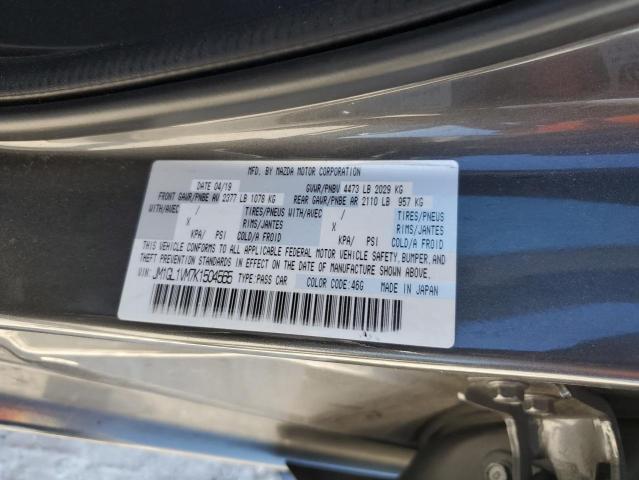 MFD. BY MAZDA MOTOR CORPORATION
DATE 04/19 GVWR/PNBV 4473 LB 2029 KG
FRONT GAWR/PNBE AV 2377 LB 1078 KG REAR GAWR/PNBE AR 2110 LB 957 KG
WITH/AVEC / TIRES/PNEUS WITH/AVEC / TIRES/PNEUS
X RIMS/JANTES X RIMS/JANTES
KPA/ PSI COLD/A FROID KPA/ PSI COLD/A FROID
THIS VEHICLE CONFORMS TO ALL APPLICABLE FEDERAL MOTOR VEHICLE SAFETY, BUMPER, AND
THEFT PREVENTION STANDARDS IN EFFECT ON THE DATE OF MANUFACTURE SHOWN ABOVE.
VIN: JM1GL1VM7K1504565 TYPE:PASS CAR COLOR CODE:46G MADE IN JAPAN